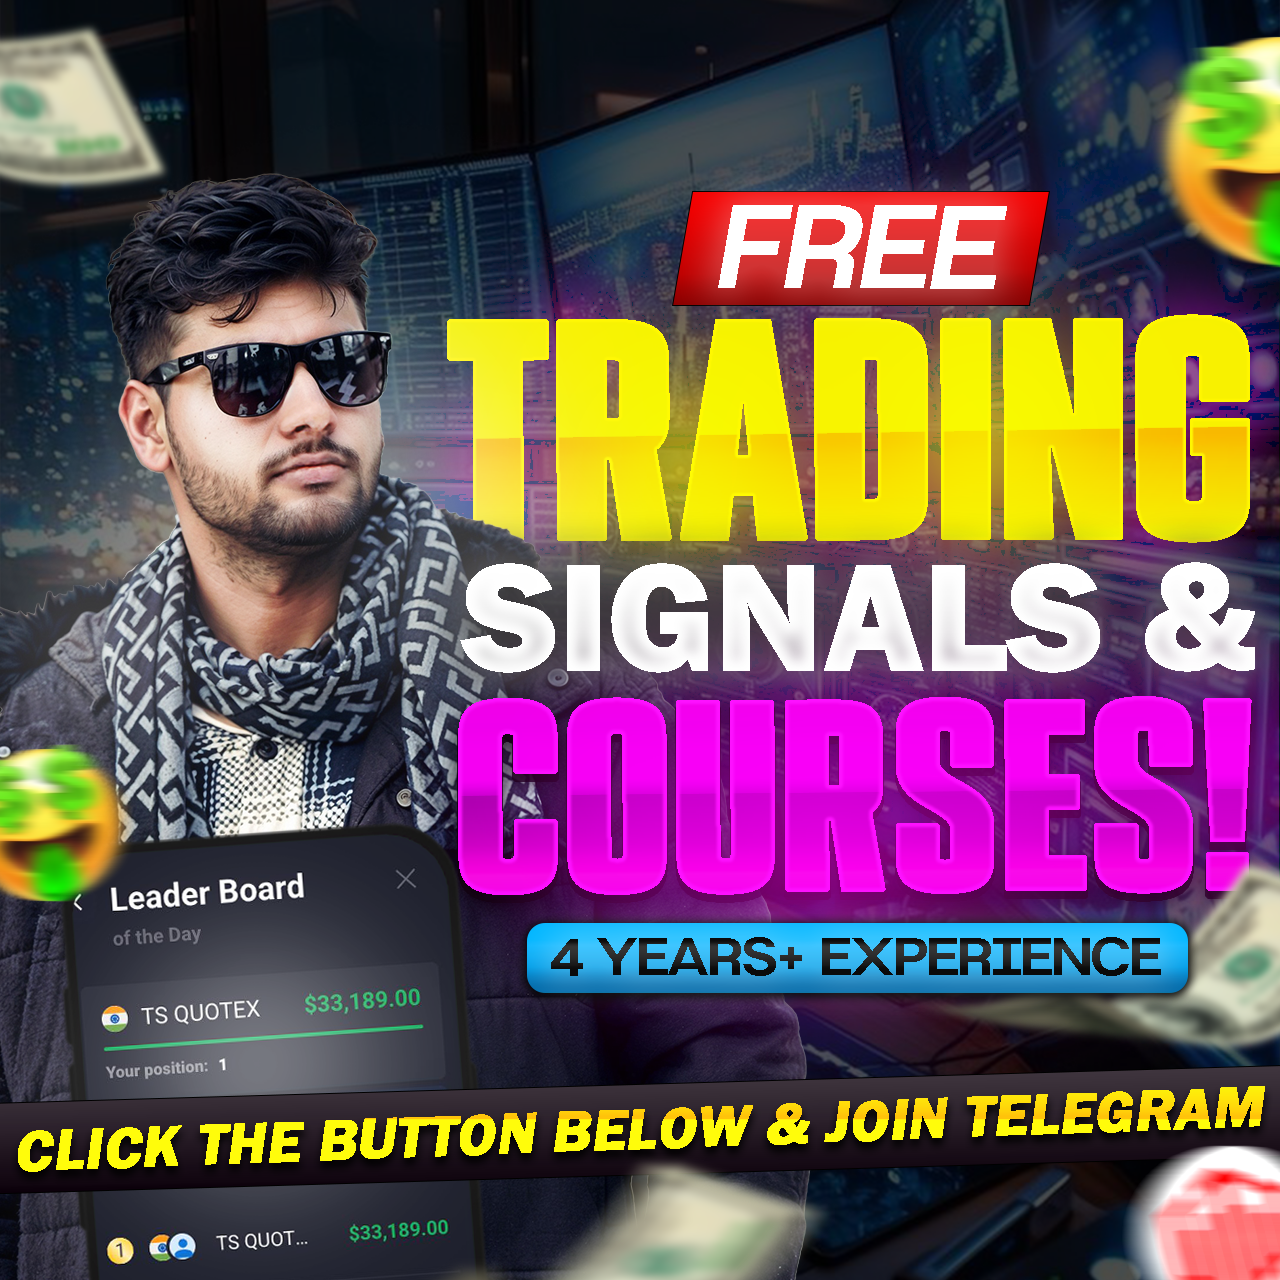 FREE
TRADING
SIGNALS &
COURSES!
4 YEARS+ EXPERIENCE
Leader Board
of the Day
TS QUOTEX $33,189.00
Your position: 1
CLICK THE BUTTON BELOW & JOIN TELEGRAM
1 TS QUOT... $33,189.00